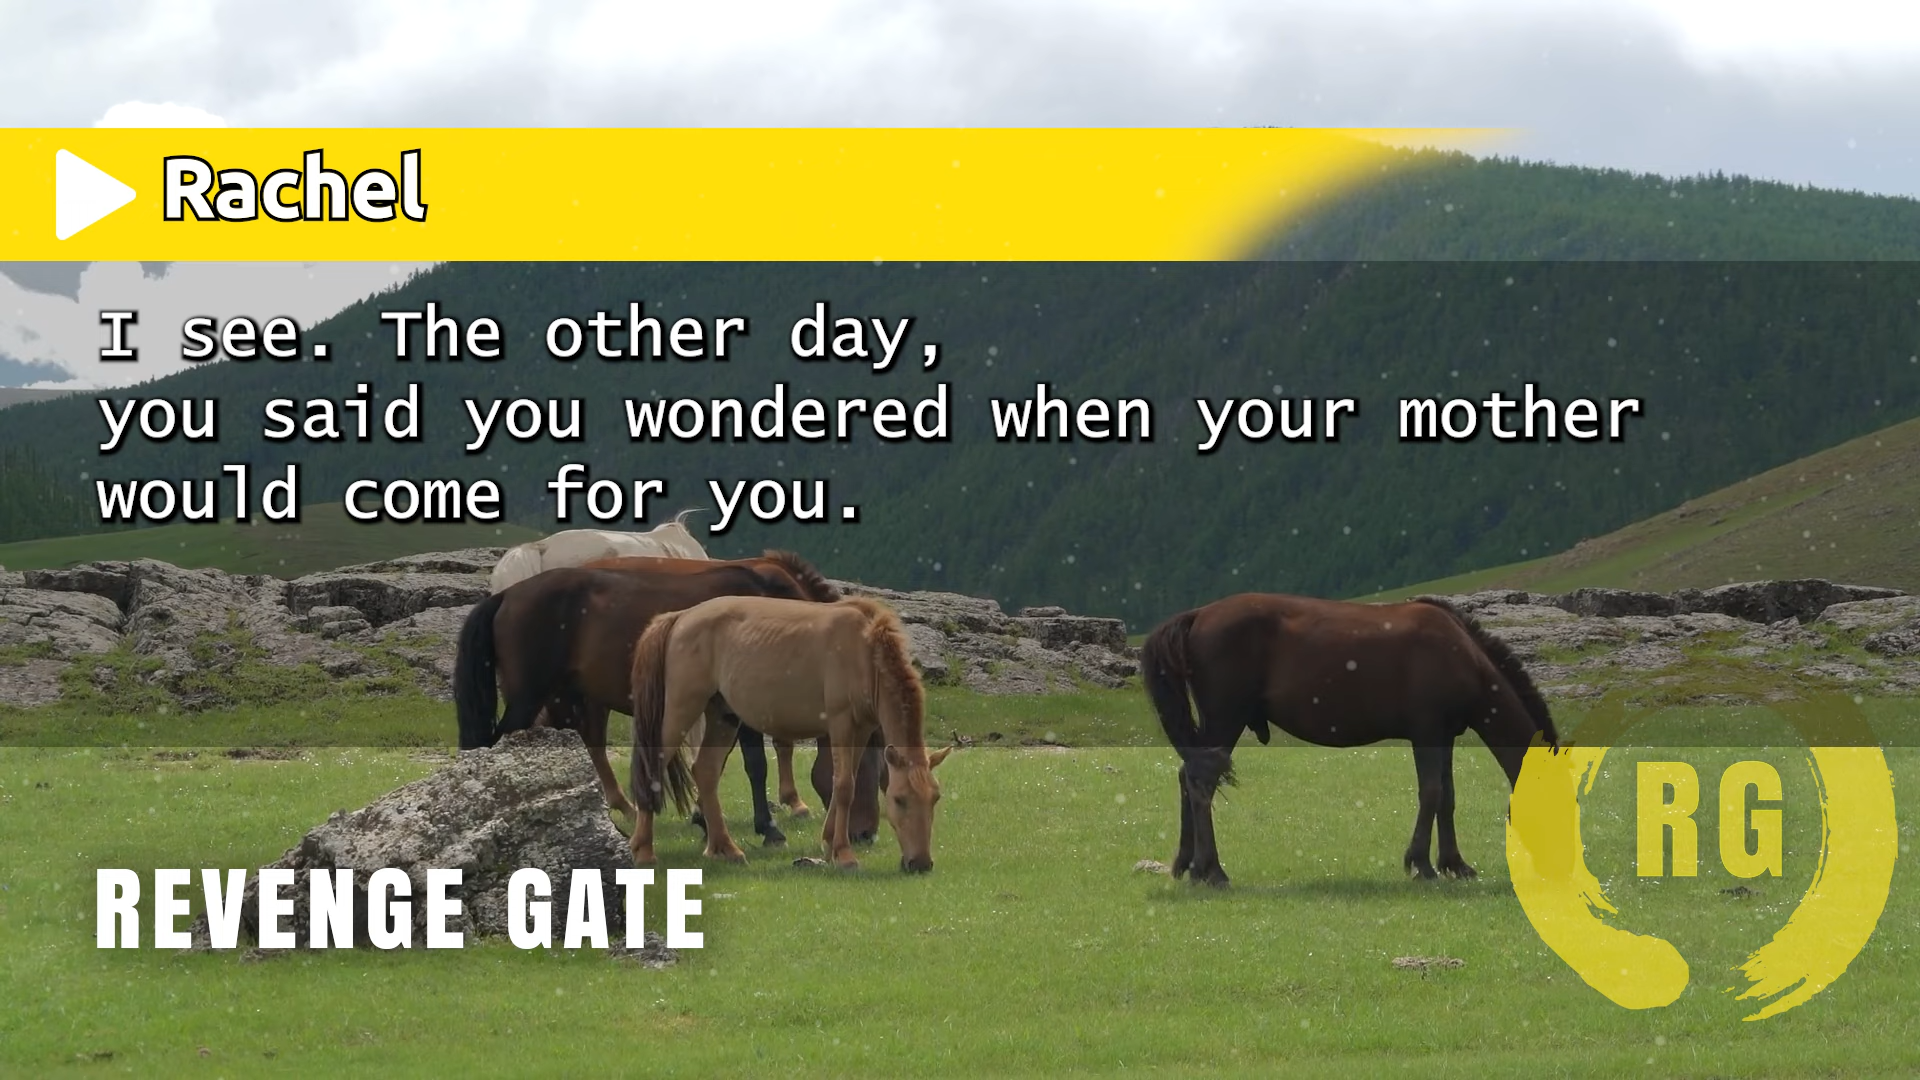 Rachel
I see. The other day,
you said you wondered when your mother
would come for you.
REVENGE GATE
RG